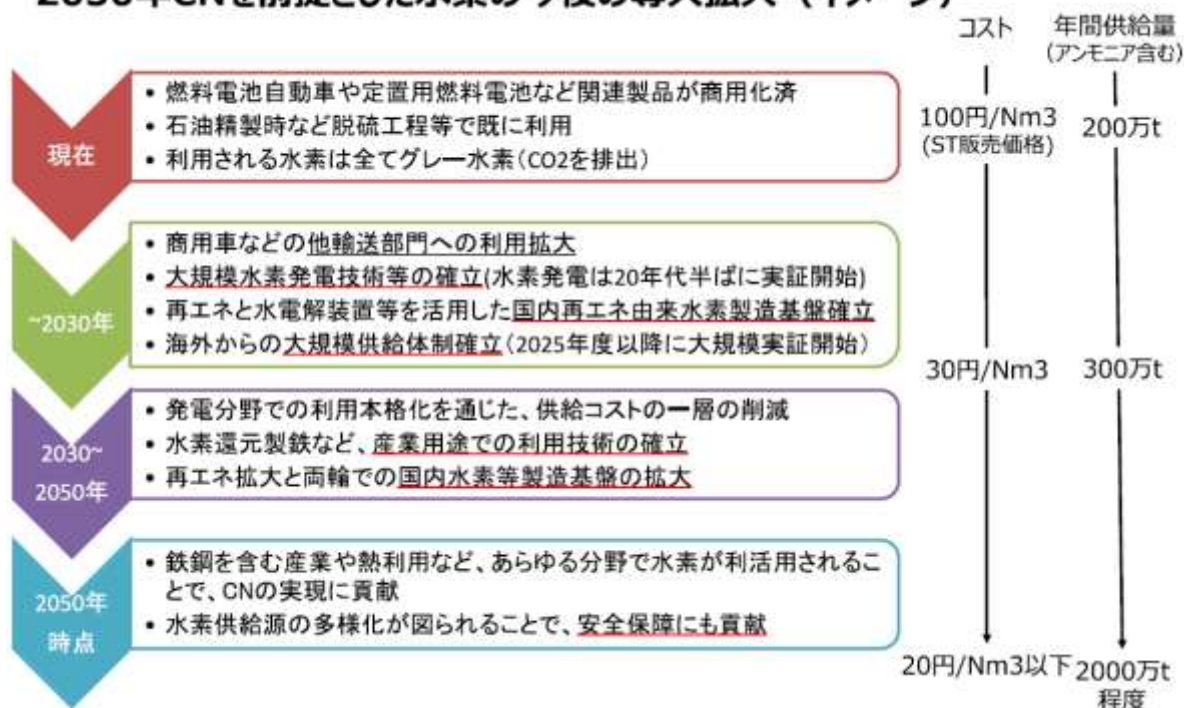 2050年CNを前提とした水素の今後の導入拡大（イメージ）
コスト
年間供給量
(アンモニア含む)
現在
• 燃料電池自動車や定置用燃料電池など関連製品が商用化済
• 石油精製時など脱硫工程等で既に利用
• 利用される水素は全てグレー水素（CO2を排出）
100円/Nm3
(ST販売価格)
200万t
~2030年
• 商用車などの他輸送部門への利用拡大
• 大規模水素発電技術等の確立(水素発電は20年代半ばに実証開始)
• 再エネと水電解装置等を活用した国内再エネ由来水素製造基盤確立
• 海外からの大規模供給体制確立（2025年度以降に大規模実証開始）
30円/Nm3
300万t
2030~
2050年
• 発電分野での利用本格化を通じた、供給コストの一層の削減
• 水素還元製鉄など、産業用途での利用技術の確立
• 再エネ拡大と両輪での国内水素等製造基盤の拡大
2050年
時点
• 鉄鋼を含む産業や熱利用など、あらゆる分野で水素が利活用されるこ
とで、CNの実現に貢献
• 水素供給源の多様化が図られることで、安全保障にも貢献
20円/Nm3以下
2000万t
程度